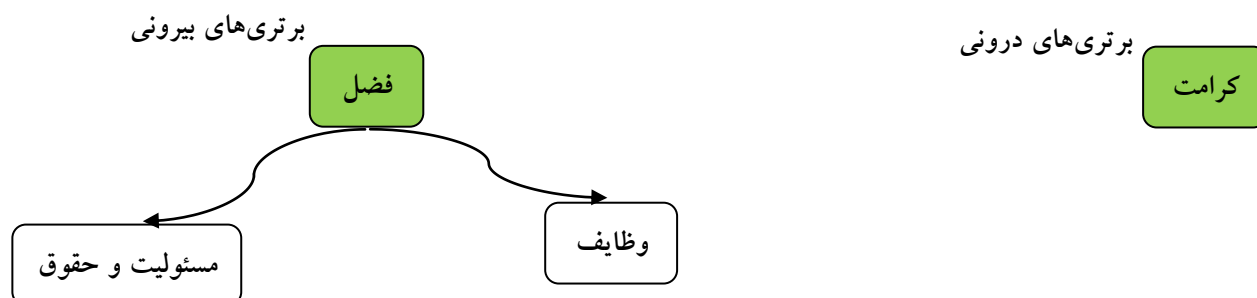 برتری‌های درونی
کرامت
برتری‌های بیرونی
فضل
وظایف
مسئولیت و حقوق